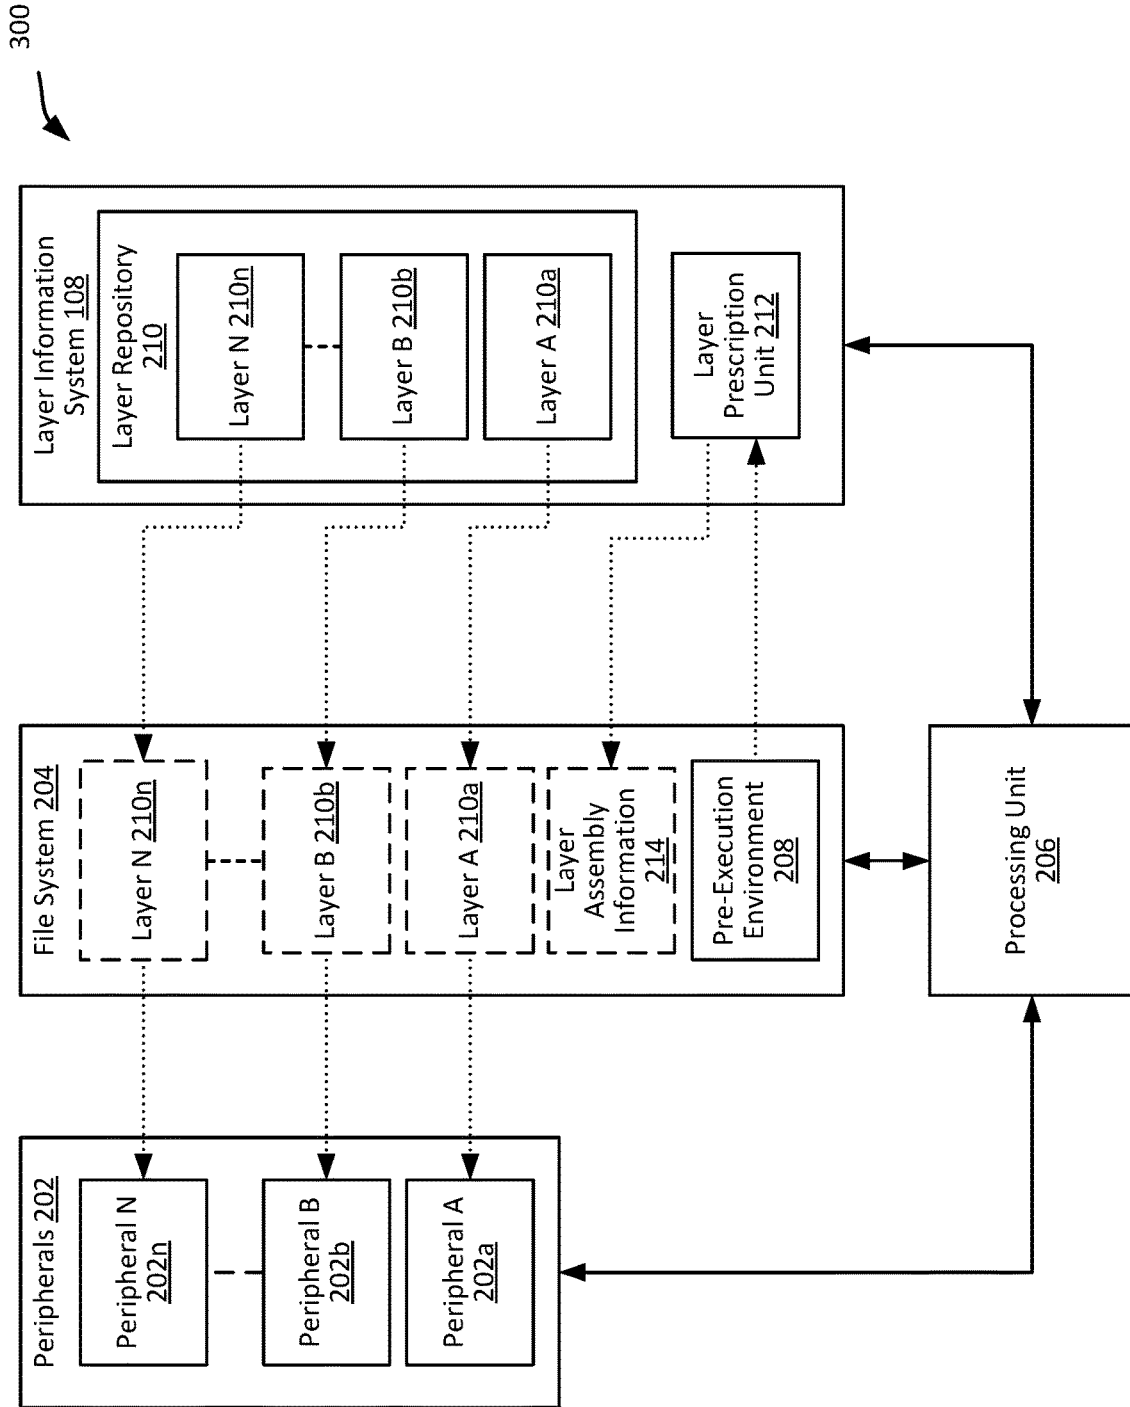 300
Layer Information
System 108
Layer Repository
210
Layer N 210n
Layer B 210b
Layer A 210a
Layer
Prescription
Unit 212
File System 204
Layer N 210n
Layer B 210b
Layer A 210a
Layer
Assembly
Information
214
Pre-Execution
Environment
208
Peripherals 202
Peripheral N
202n
Peripheral B
202b
Peripheral A
202a
Processing Unit
206